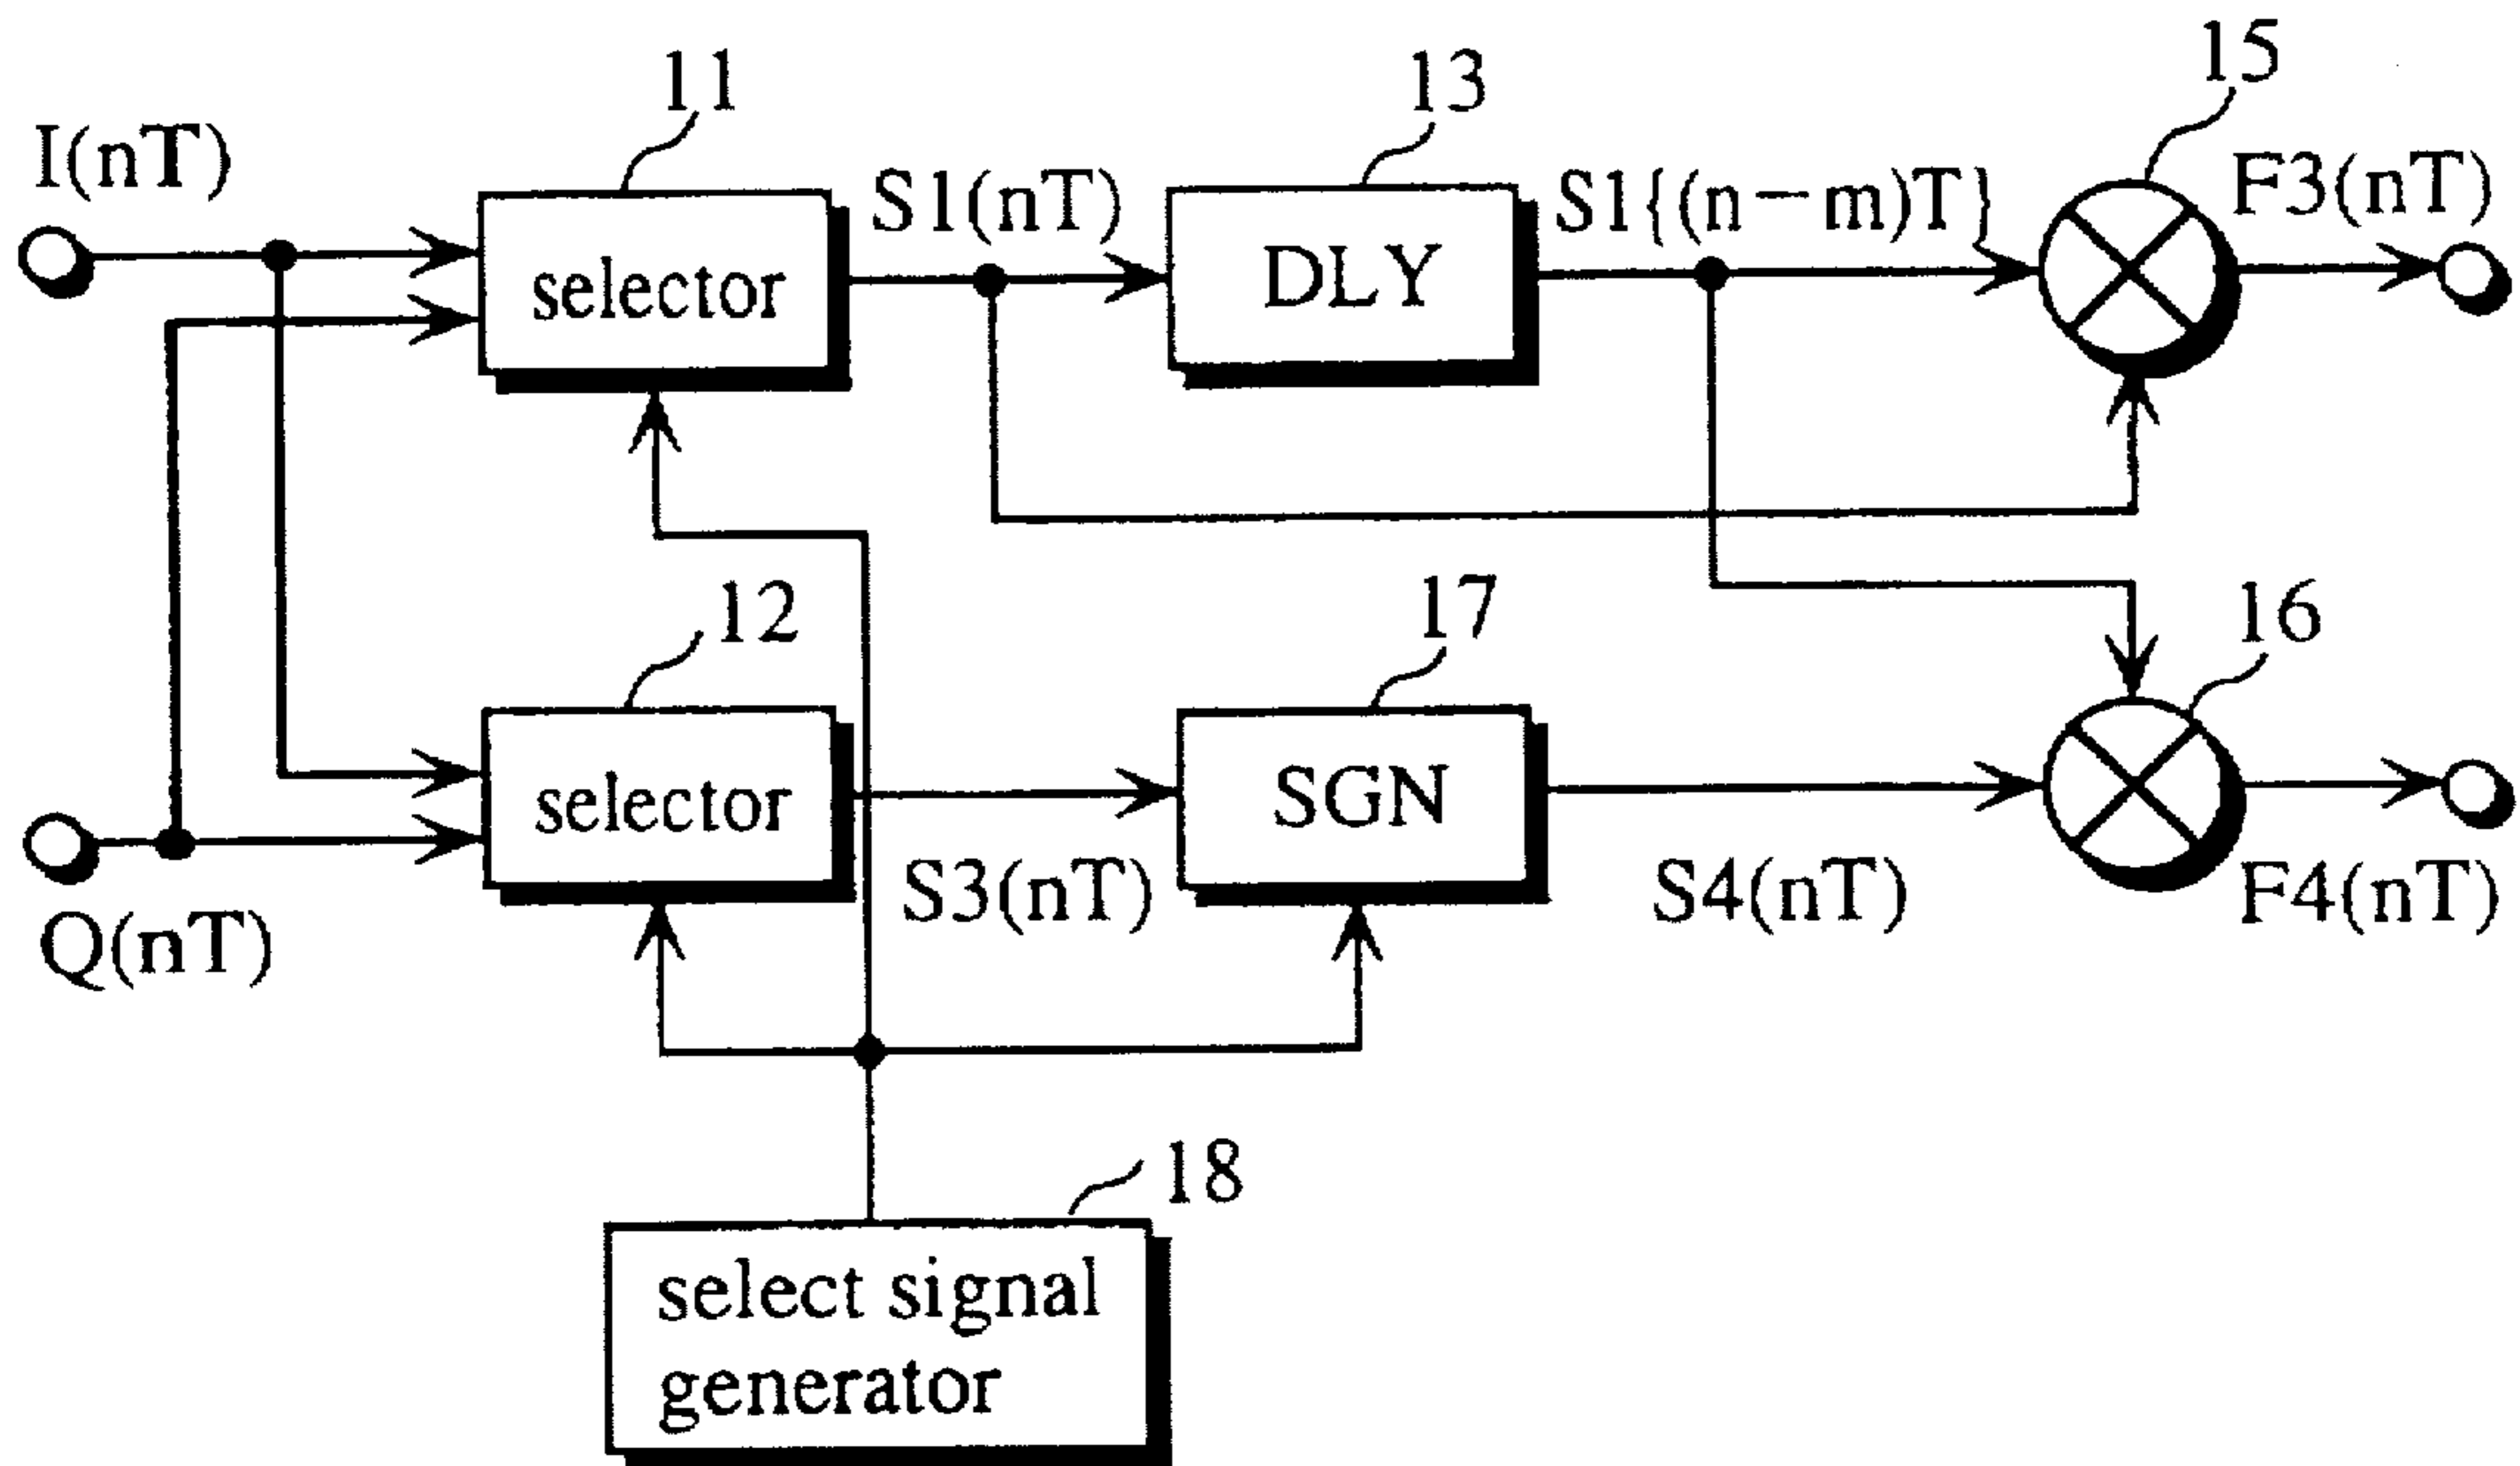 11
13
15
I(nT)
S1(nT)
S1{(n−m)T}
F3(nT)
selector
DLY
12
17
16
selector
SGN
Q(nT)
S3(nT)
S4(nT)
F4(nT)
18
select signal
generator